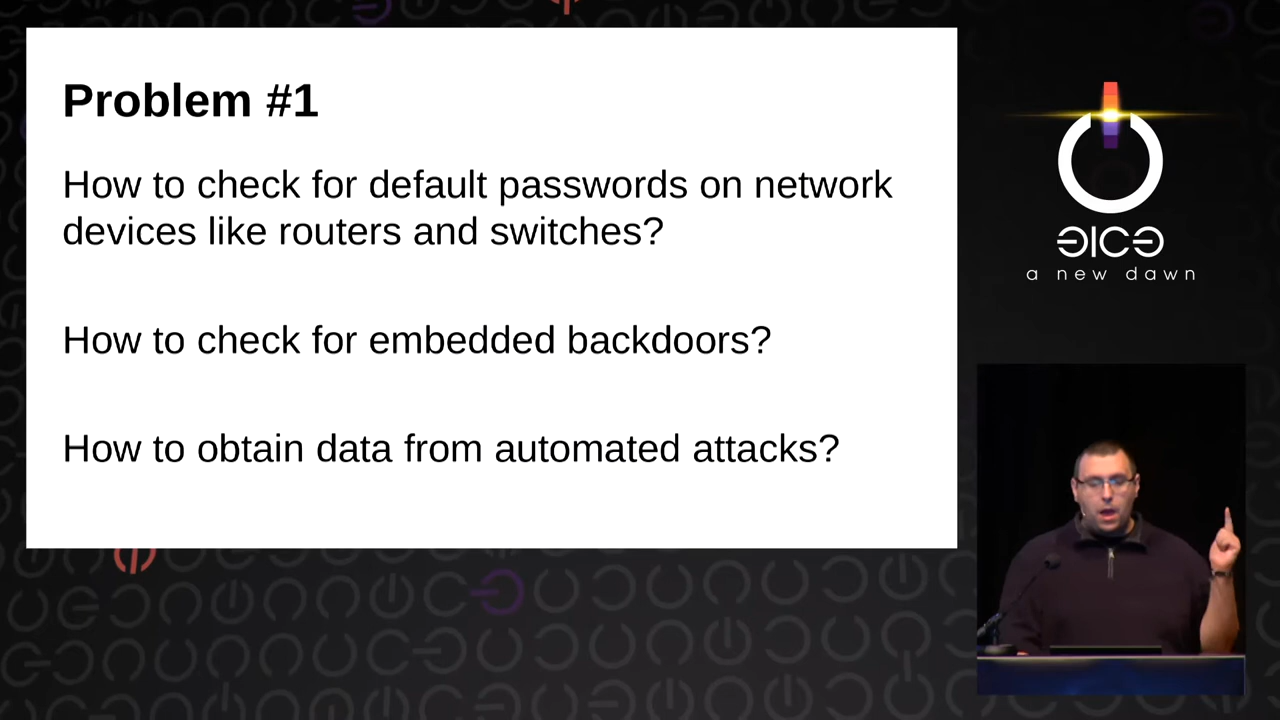 Problem #1
How to check for default passwords on network
devices like routers and switches?
How to check for embedded backdoors?
How to obtain data from automated attacks?
a new dawn